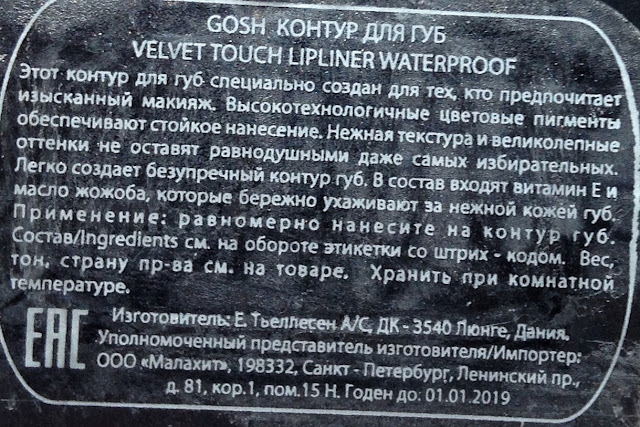 GOSH КОНТУР ДЛЯ ГУБ
VELVET TOUCH LIPLINER WATERPROOF
Этот контур для губ специально создан для тех, кто предпочитает
изысканный макияж. Высокотехнологичные цветовые пигменты
обеспечивают стойкое нанесение. Нежная текстура и великолепные
оттенки не оставят равнодушными даже самых избирательных.
Легко создает безупречный контур губ. В состав входят витамин Е и
масло жожоба, которые бережно ухаживают за нежной кожей губ.
Применение: равномерно нанесите на контур губ.
Состав/Ingredients см. на обороте этикетки со штрих - кодом. Вес,
тон, страну пр-ва см. на товаре. Хранить при комнатной
температуре.
EAC
Изготовитель: Е. Тьеллесен А/С, ДК - 3540 Люнге, Дания.
Уполномоченный представитель изготовителя/Импортер:
ООО «Малахит», 198332, Санкт - Петербург, Ленинский пр.,
д. 81, кор.1, пом.15 Н. Годен до: 01.01.2019